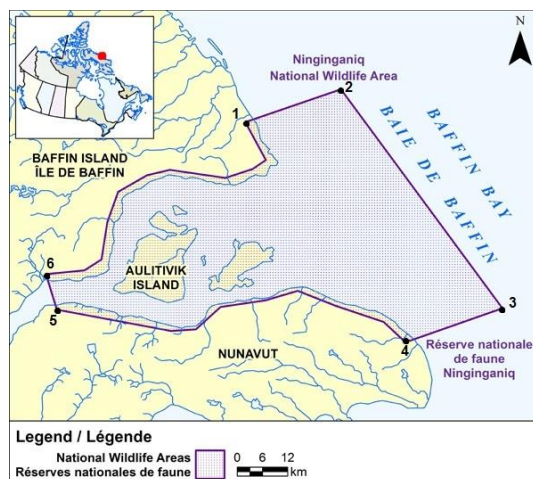 N
Ninginganiq
National Wildlife Area
1
2
BAFFIN BAY
BAIE DE BAFFIN
BAFFIN ISLAND
ÎLE DE BAFFIN
AULITIVIK
ISLAND
6
5
3
4
Réserve nationale
de faune
Ninginganiq
NUNAVUT
Legend / Légende
National Wildlife Areas
Réserves nationales de faune
0 6 12
km